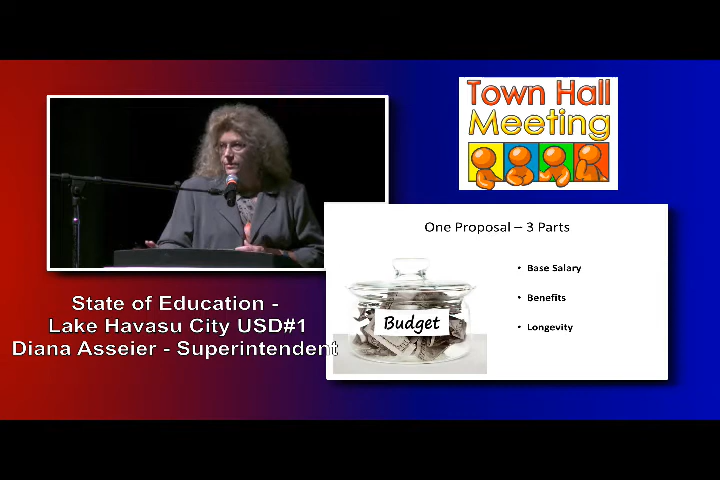 Town Hall
Meeting
One Proposal – 3 Parts
• Base Salary
• Benefits
• Longevity
Budget
State of Education -
Lake Havasu City USD#1
Diana Asseier - Superintendent